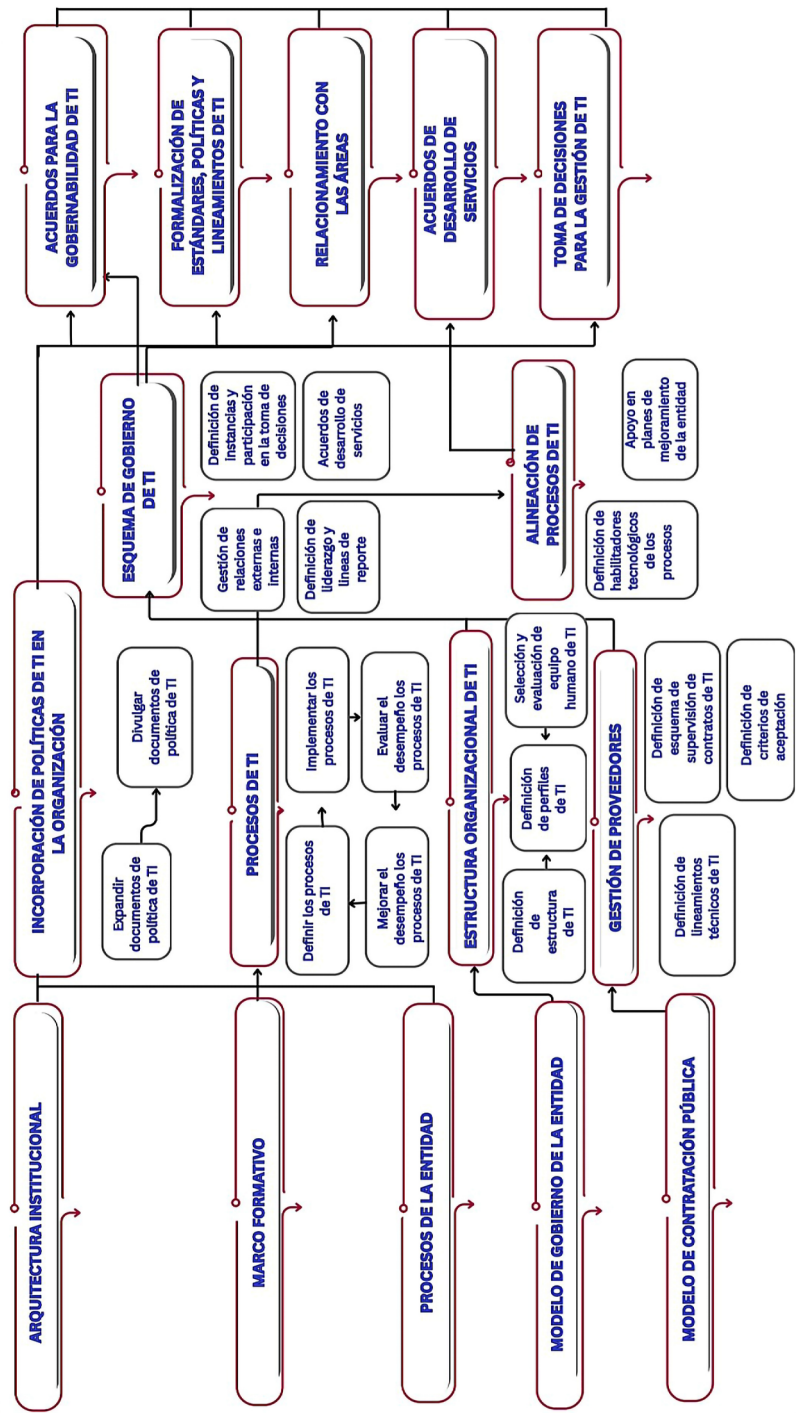 ARQUITECTURA INSTITUCIONAL
MARCO FORMATIVO
PROCESOS DE LA ENTIDAD
MODELO DE GOBIERNO DE LA ENTIDAD
MODELO DE CONTRATACIÓN PÚBLICA
INCORPORACIÓN DE POLÍTICAS DE TI EN
LA ORGANIZACIÓN
Expandir
documentos de
política de TI
Divulgar
documentos de
política de TI
PROCESOS DE TI
Definir los procesos
de TI
Implementar los
procesos de TI
Mejorar el
desempeño los
procesos de TI
Evaluar el
desempeño los
procesos de TI
ESTRUCTURA ORGANIZACIONAL DE TI
Definición
de
estructura
de TI
Definición
de perfiles
de TI
Selección y
evaluación de
equipo
humano de TI
GESTIÓN DE PROVEEDORES
Definición de
lineamientos
técnicos de TI
Definición de
esquema de
supervisión de
contratos de TI
Definición de
criterios de
aceptación
ESQUEMA DE GOBIERNO
DE TI
Gestión de
relaciones
externas e
internas
Definición de
instancias y
participación
en la toma de
decisiones
Definición de
liderazgo y
líneas de
reporte
Acuerdos de
desarrollo de
servicios
ALINEACIÓN DE
PROCESOS DE TI
Definición de
habilitadores
tecnológicos
de los
procesos
Apoyo en
planes de
mejoramiento
de la entidad
ACUERDOS PARA LA
GOBERNABILIDAD DE TI
FORMALIZACIÓN DE
ESTÁNDARES, POLÍTICAS Y
LINEAMIENTOS DE TI
RELACIONAMIENTO CON
LAS ÁREAS
ACUERDOS DE
DESARROLLO DE
SERVICIOS
TOMA DE DECISIONES
PARA LA GESTIÓN DE TI